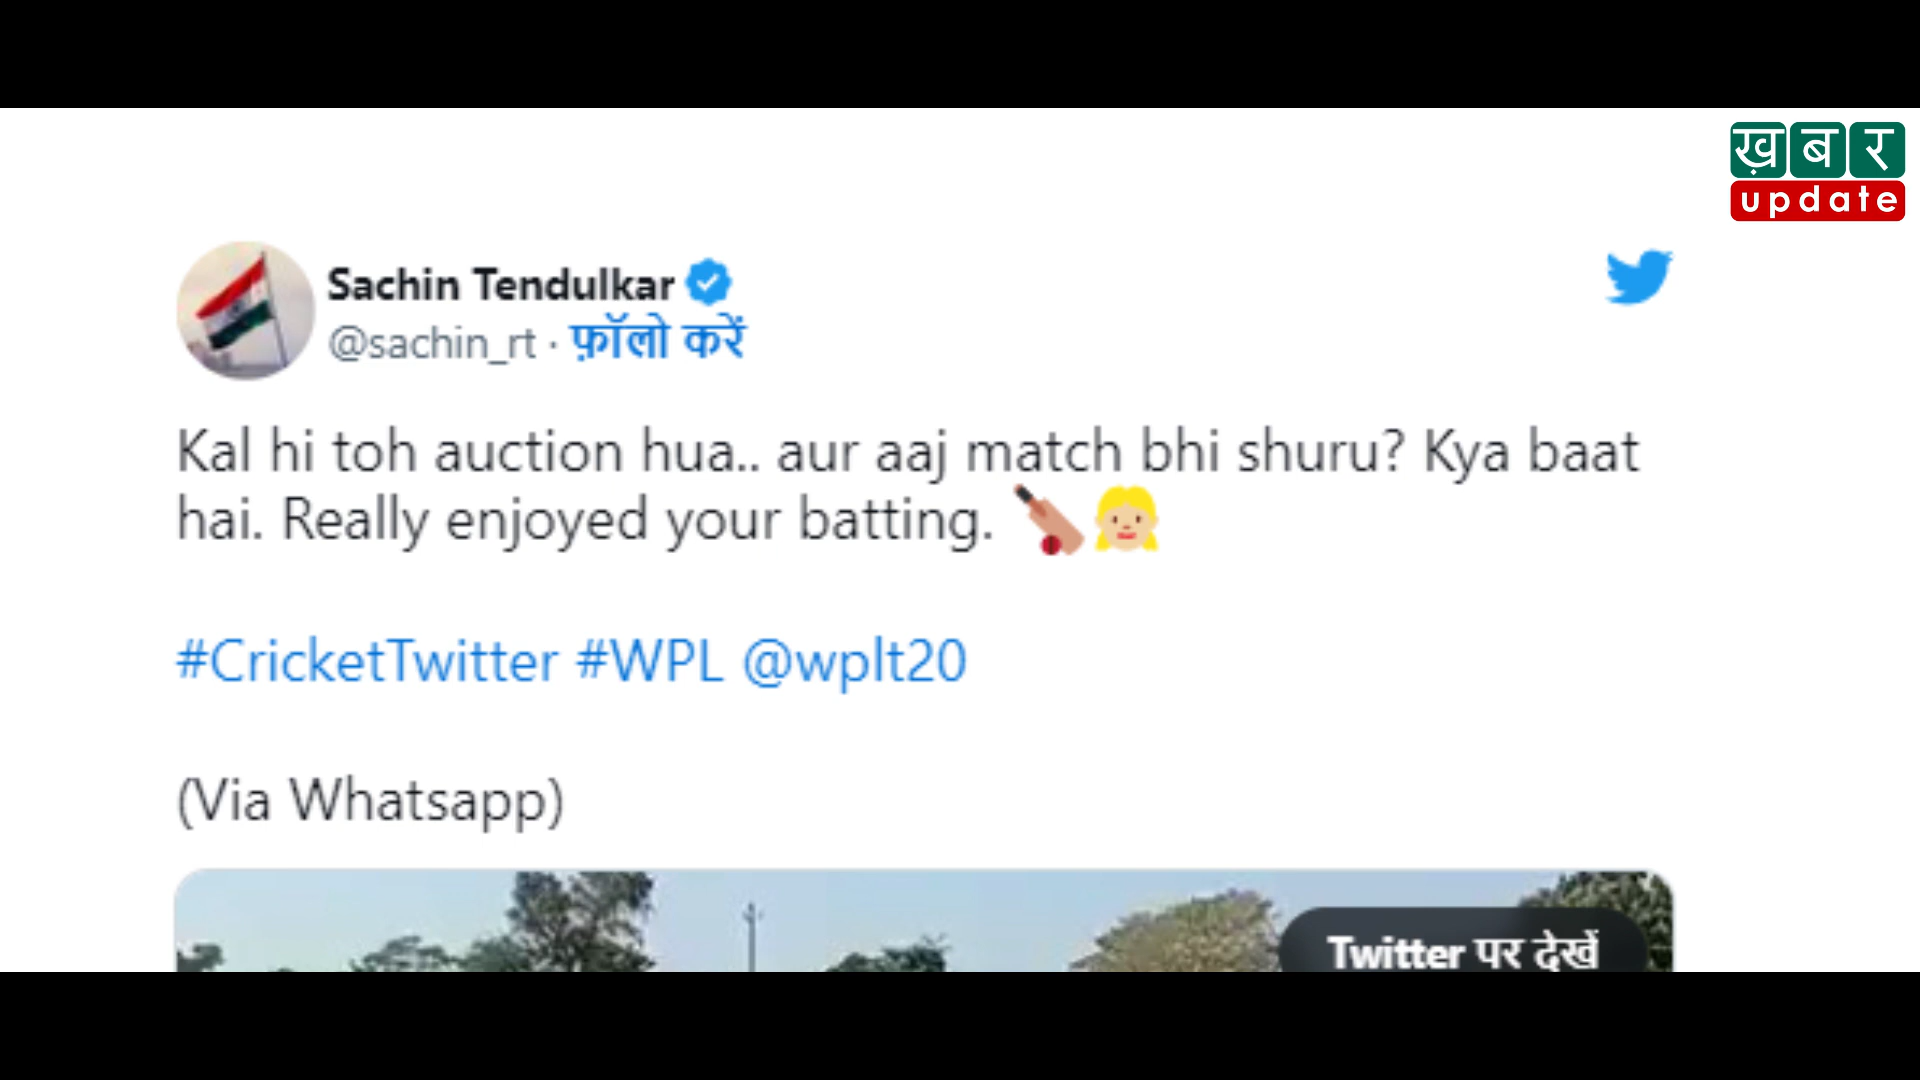 ख़बर
update
Sachin Tendulkar
@sachin_rt · फ़ॉलो करें
Kal hi toh auction hua.. aur aaj match bhi shuru? Kya baat
hai. Really enjoyed your batting. 🏏👧🏼
#CricketTwitter #WPL @wplt20
(Via Whatsapp)
Twitter पर देखें